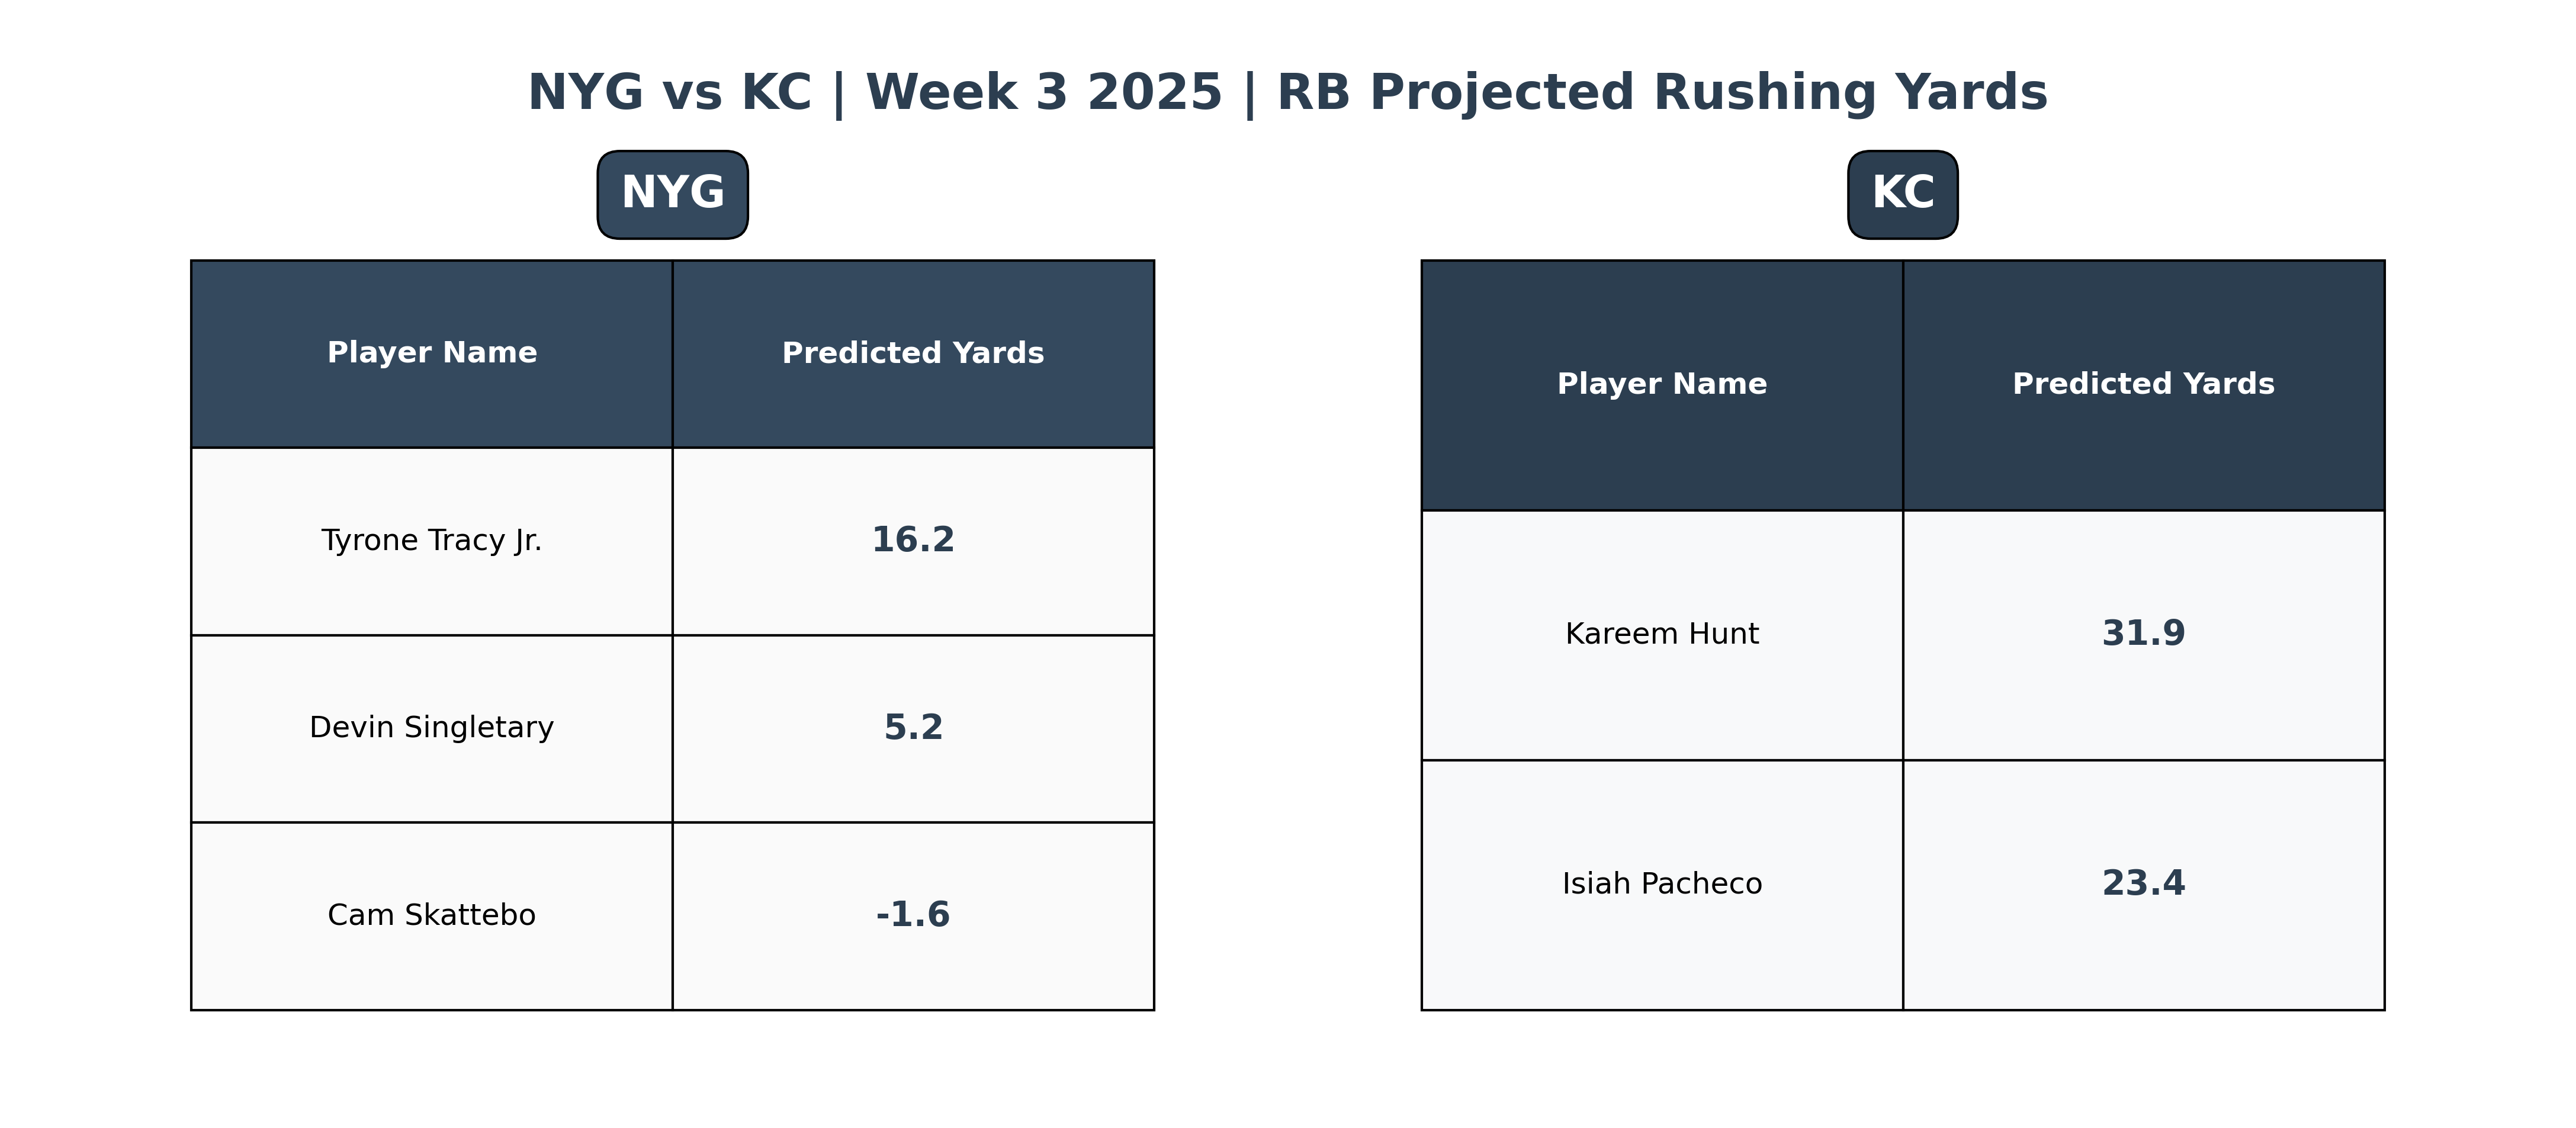 NYG vs KC | Week 3 2025 | RB Projected Rushing Yards
NYG
Player Name Predicted Yards
Tyrone Tracy Jr. 16.2
Devin Singletary 5.2
Cam Skattebo -1.6
KC
Player Name Predicted Yards
Kareem Hunt 31.9
Isiah Pacheco 23.4